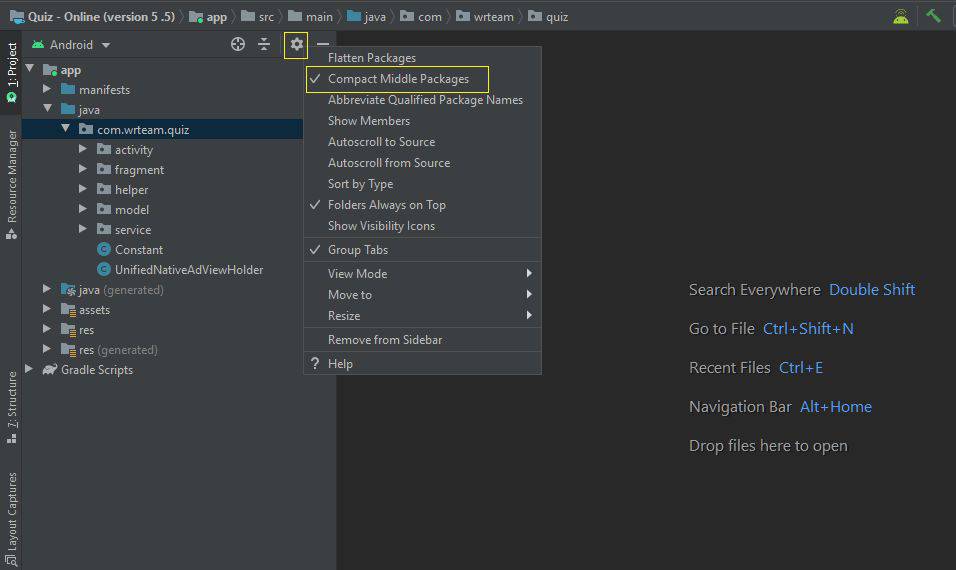 Quiz - Online (version 5 .5) app src main java com wrteam quiz
Android
1: Project
Resource Manager
7: Structure
Layout Captures
app
manifests
java
com.wrteam.quiz
activity
fragment
helper
model
service
Constant
UnifiedNativeAdViewHolder
java (generated)
assets
res
res (generated)
Gradle Scripts
Flatten Packages
Compact Middle Packages
Abbreviate Qualified Package Names
Show Members
Autoscroll to Source
Autoscroll from Source
Sort by Type
Folders Always on Top
Show Visibility Icons
Group Tabs
View Mode
Move to
Resize
Remove from Sidebar
? Help
Search Everywhere Double Shift
Go to File Ctrl+Shift+N
Recent Files Ctrl+E
Navigation Bar Alt+Home
Drop files here to open